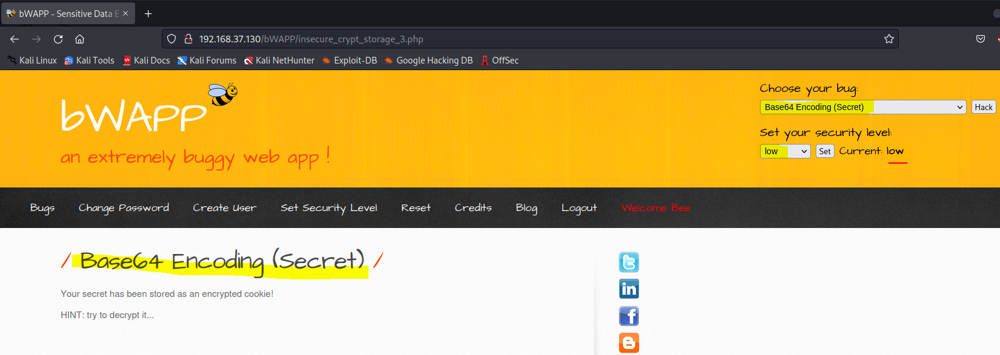 bWAPP - Sensitive Data E
192.168.37.130/bWAPP/insecure_crypt_storage_3.php
Kali Linux Kali Tools Kali Docs Kali Forums Kali NetHunter Exploit-DB Google Hacking DB OffSec
bWAPP
an extremely buggy web app !
Choose your bug:
Base64 Encoding (Secret) Hack
Set your security level:
low Set Current: low
Bugs Change Password Create User Set Security Level Reset Credits Blog Logout Welcome Bee
/ Base64 Encoding (Secret) /
Your secret has been stored as an encrypted cookie!
HINT: try to decrypt it...